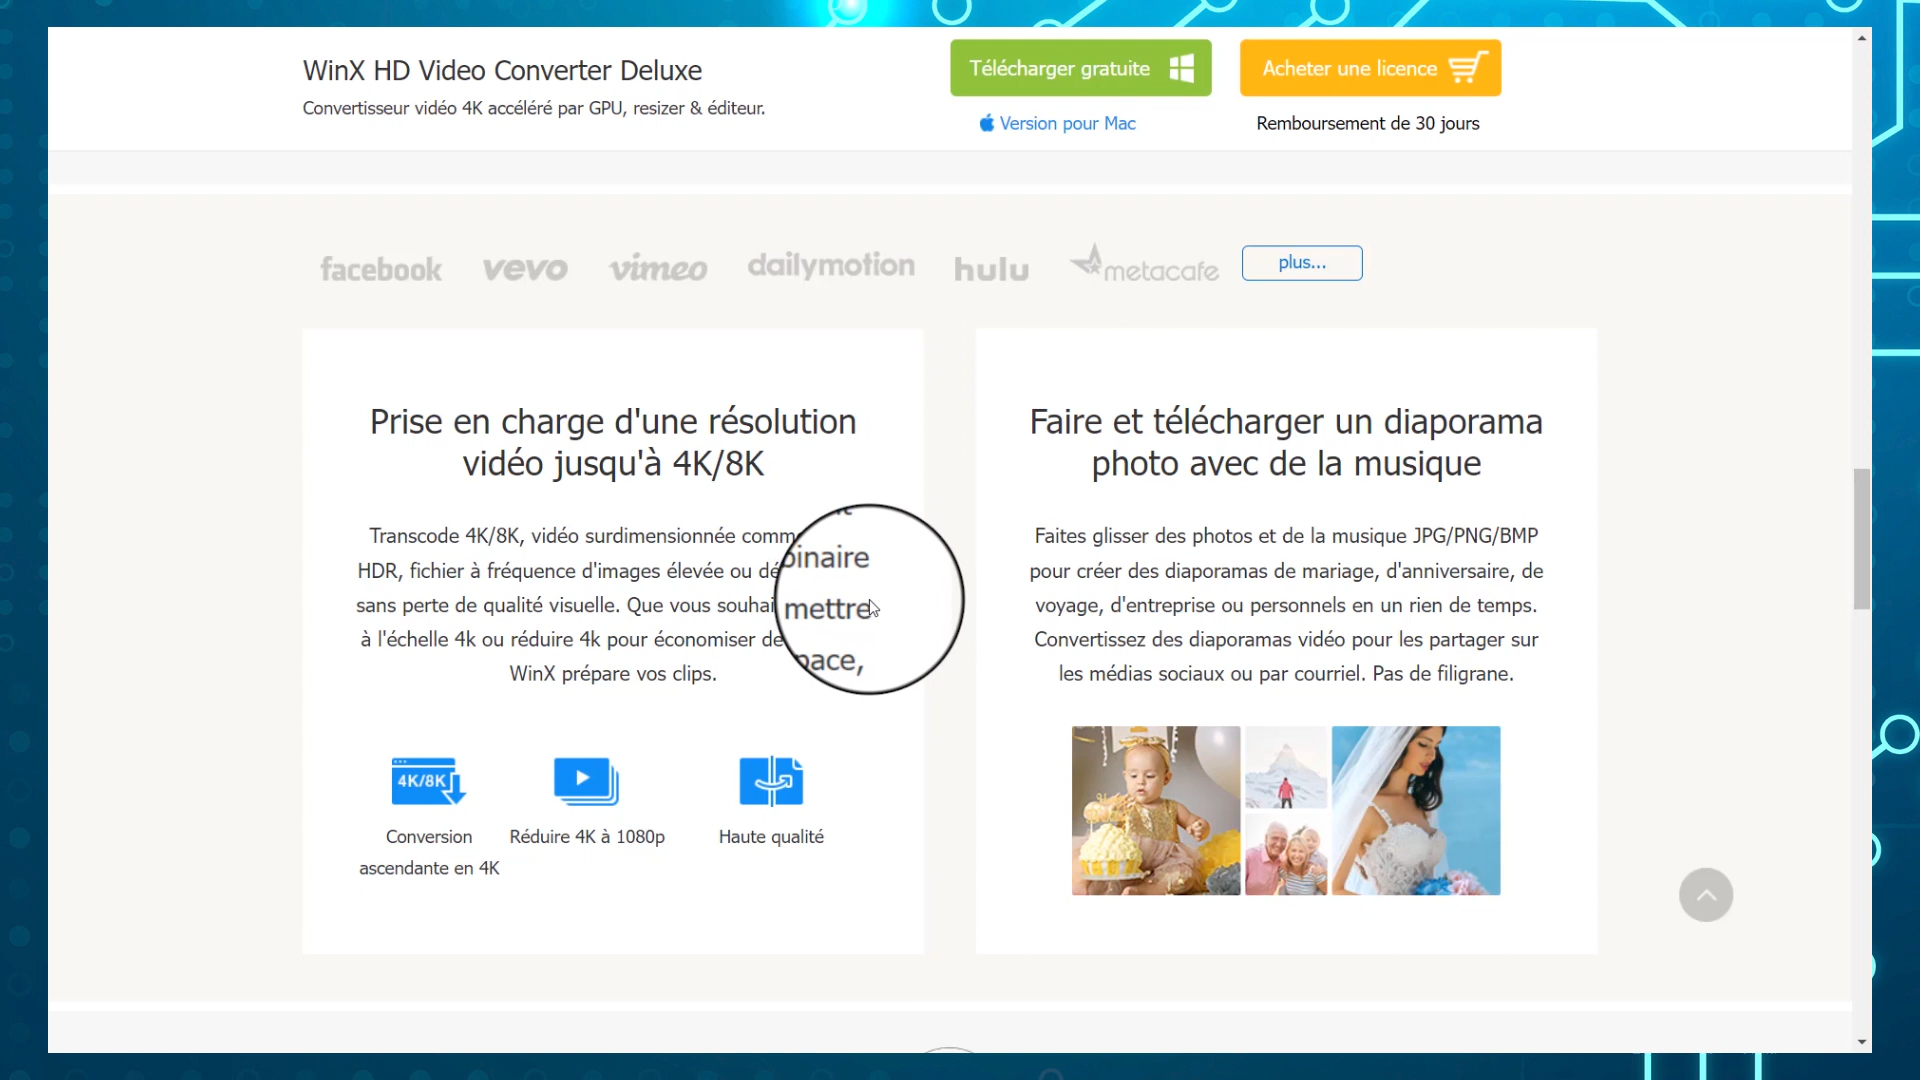 WinX HD Video Converter Deluxe
Convertisseur vidéo 4K accéléré par GPU, resizer & éditeur.
Télécharger gratuite
Version pour Mac
Acheter une licence
Remboursement de 30 jours
facebook vevo vimeo dailymotion hulu metacafe plus...
Prise en charge d'une résolution
vidéo jusqu'à 4K/8K
Transcode 4K/8K, vidéo surdimensionnée
HDR, fichier à fréquence d'images élevée ou
sans perte de qualité visuelle. Que vous mettre
à l'échelle 4k ou réduire 4k pour économiser de
WinX prépare vos clips.
4K/8K
Conversion
ascendante en 4K
Réduire 4K à 1080p
Haute qualité
Faire et télécharger un diaporama
photo avec de la musique
Faites glisser des photos et de la musique JPG/PNG/BMP
pour créer des diaporamas de mariage, d'anniversaire, de
voyage, d'entreprise ou personnels en un rien de temps.
Convertissez des diaporamas vidéo pour les partager sur
les médias sociaux ou par courriel. Pas de filigrane.